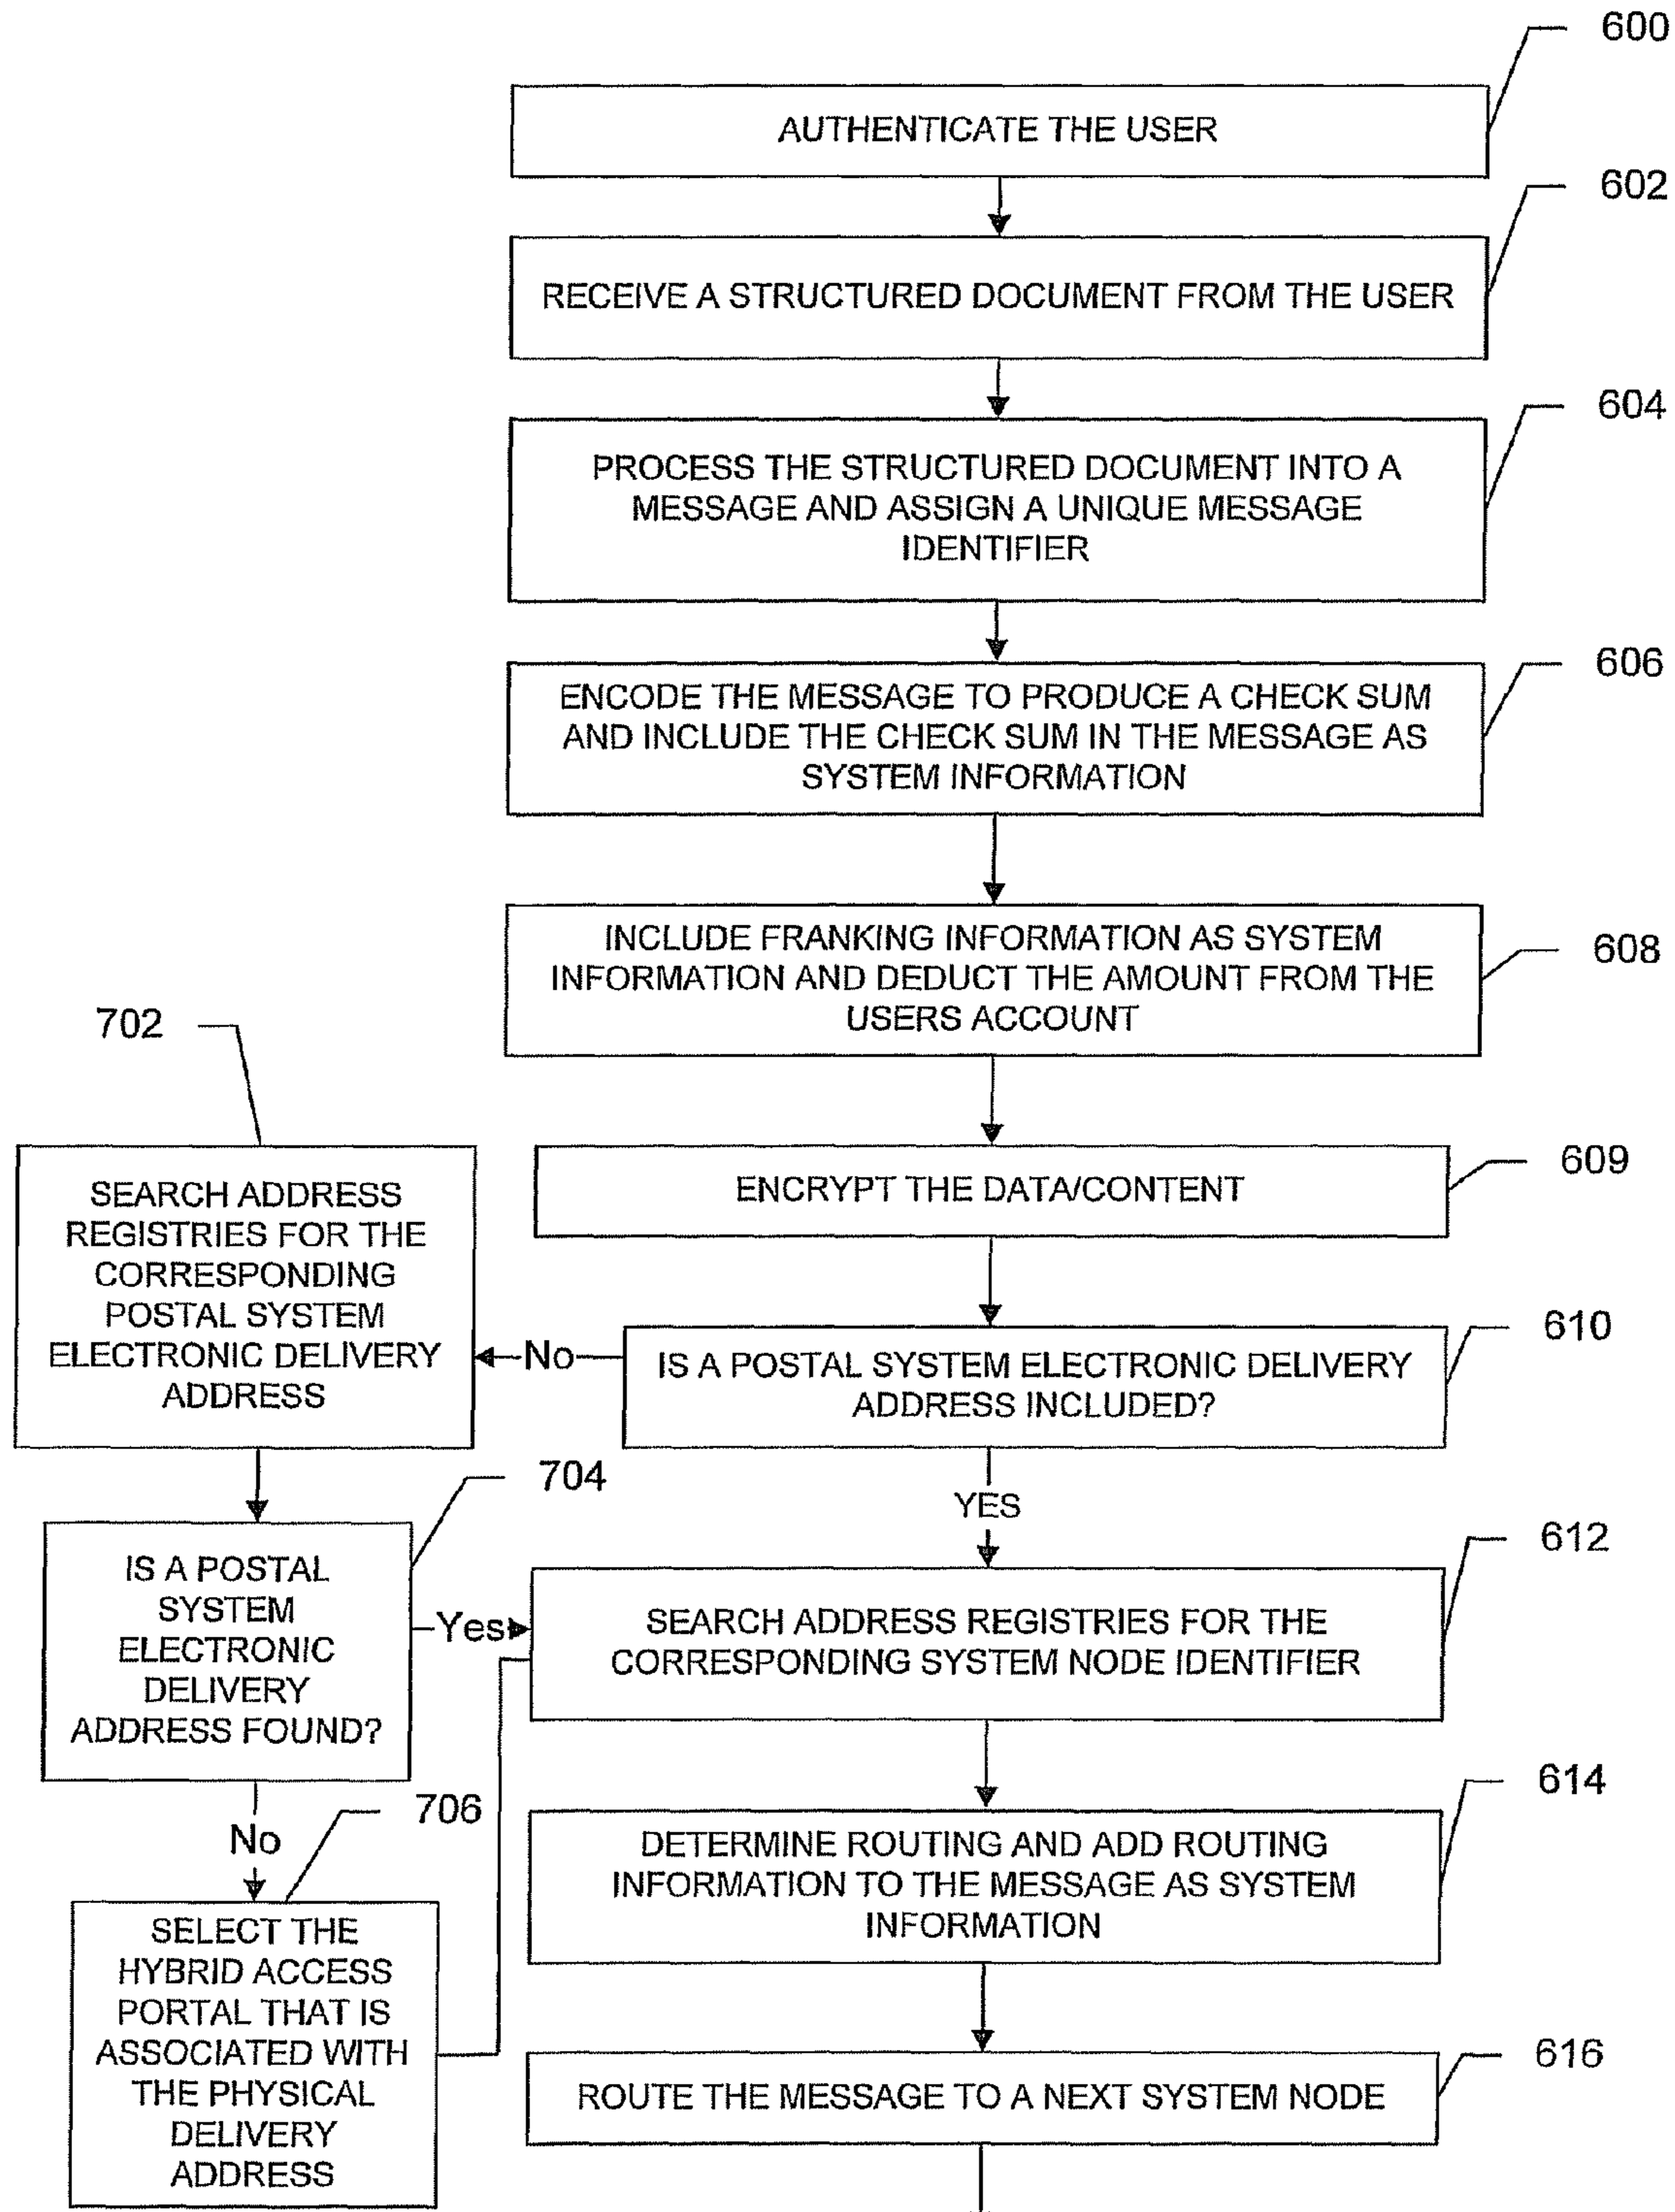 600
AUTHENTICATE THE USER
602
RECEIVE A STRUCTURED DOCUMENT FROM THE USER
604
PROCESS THE STRUCTURED DOCUMENT INTO A
MESSAGE AND ASSIGN A UNIQUE MESSAGE
IDENTIFIER
606
ENCODE THE MESSAGE TO PRODUCE A CHECK SUM
AND INCLUDE THE CHECK SUM IN THE MESSAGE AS
SYSTEM INFORMATION
608
INCLUDE FRANKING INFORMATION AS SYSTEM
INFORMATION AND DEDUCT THE AMOUNT FROM THE
USERS ACCOUNT
609
ENCRYPT THE DATA/CONTENT
610
IS A POSTAL SYSTEM ELECTRONIC DELIVERY
ADDRESS INCLUDED?
No
702
SEARCH ADDRESS
REGISTRIES FOR THE
CORRESPONDING
POSTAL SYSTEM
ELECTRONIC DELIVERY
ADDRESS
704
IS A POSTAL
SYSTEM
ELECTRONIC
DELIVERY
ADDRESS FOUND?
Yes
No
706
SELECT THE
HYBRID ACCESS
PORTAL THAT IS
ASSOCIATED WITH
THE PHYSICAL
DELIVERY
ADDRESS
YES
612
SEARCH ADDRESS REGISTRIES FOR THE
CORRESPONDING SYSTEM NODE IDENTIFIER
614
DETERMINE ROUTING AND ADD ROUTING
INFORMATION TO THE MESSAGE AS SYSTEM
INFORMATION
616
ROUTE THE MESSAGE TO A NEXT SYSTEM NODE